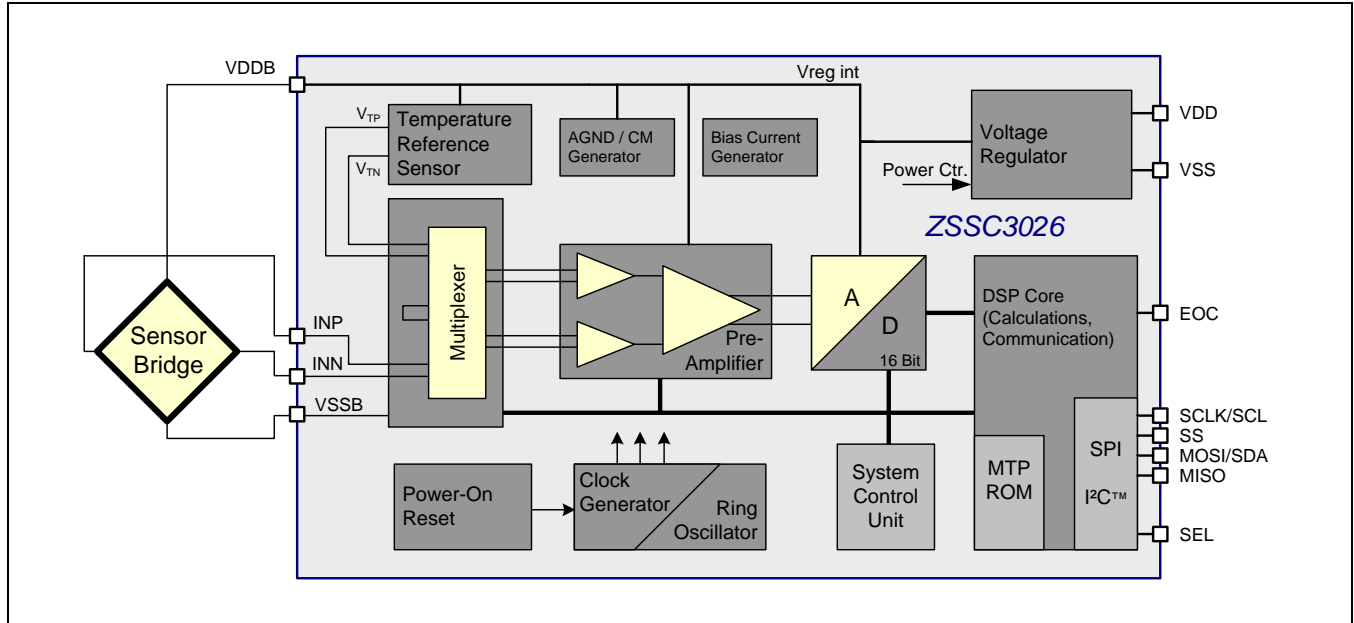 VDDB
Vreg int
VTP
Temperature
Reference
Sensor
VTN
AGND / CM
Generator
Bias Current
Generator
Voltage
Regulator
Power Ctr.
VDD
VSS
ZSSC3026
Multiplexer
Pre-
Amplifier
A
D
16 Bit
DSP Core
(Calculations,
Communication)
EOC
Sensor
Bridge
INP
INN
VSSB
SCLK/SCL
SS
MOSI/SDA
MISO
SEL
Power-On
Reset
Clock
Generator
Ring
Oscillator
System
Control
Unit
MTP
ROM
SPI
I²C™